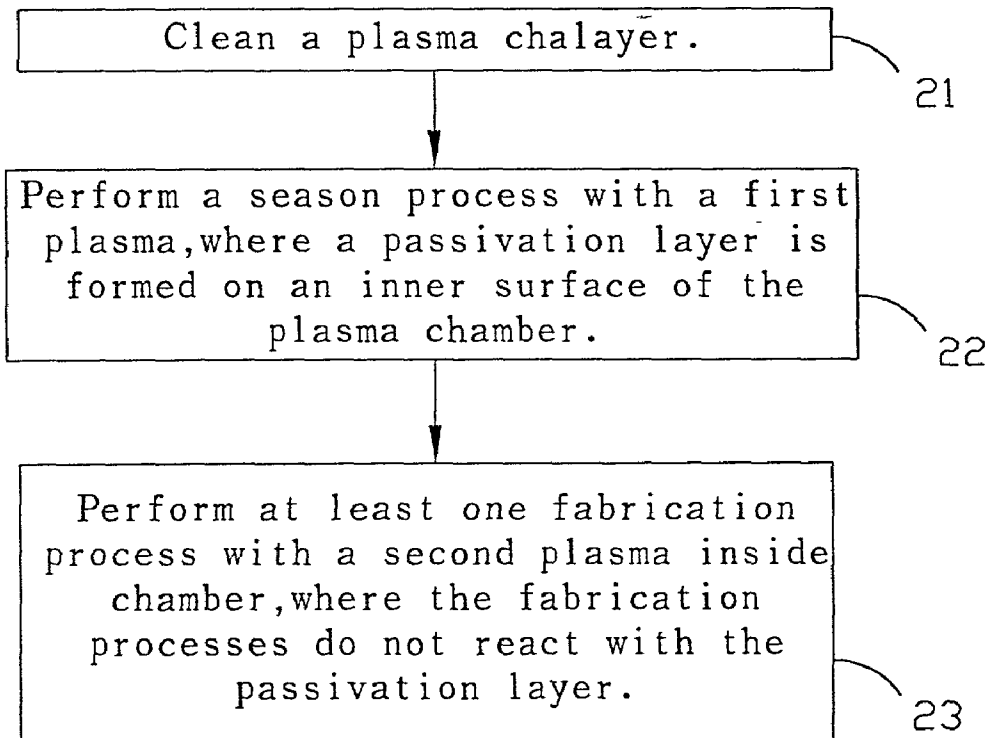 Clean a plasma chalayer.
21
Perform a season process with a first
plasma,where a passivation layer is
formed on an inner surface of the
plasma chamber.
22
Perform at least one fabrication
process with a second plasma inside
chamber,where the fabrication
processes do not react with the
passivation layer.
23